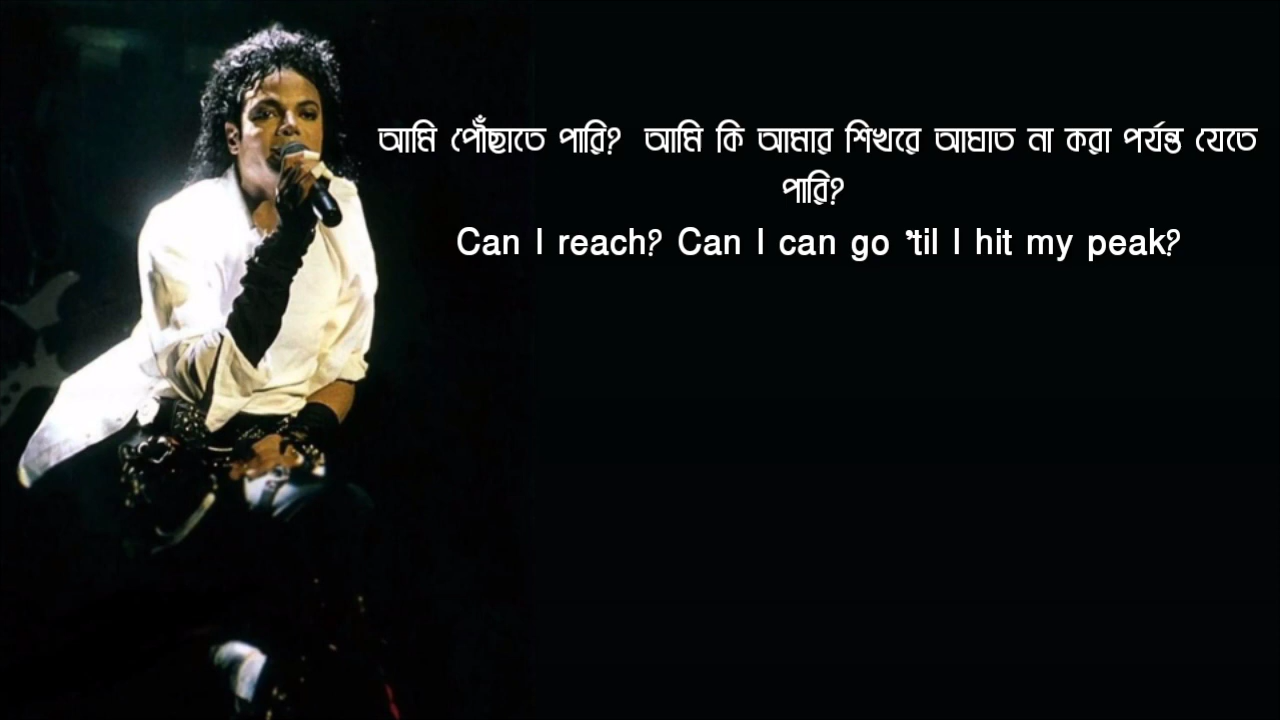 আমি পৌঁছাতে পারি? আমি কি আমার শিখরে আঘাত না করা পর্যন্ত যেতে
পারি?
Can I reach? Can I can go ’til I hit my peak?